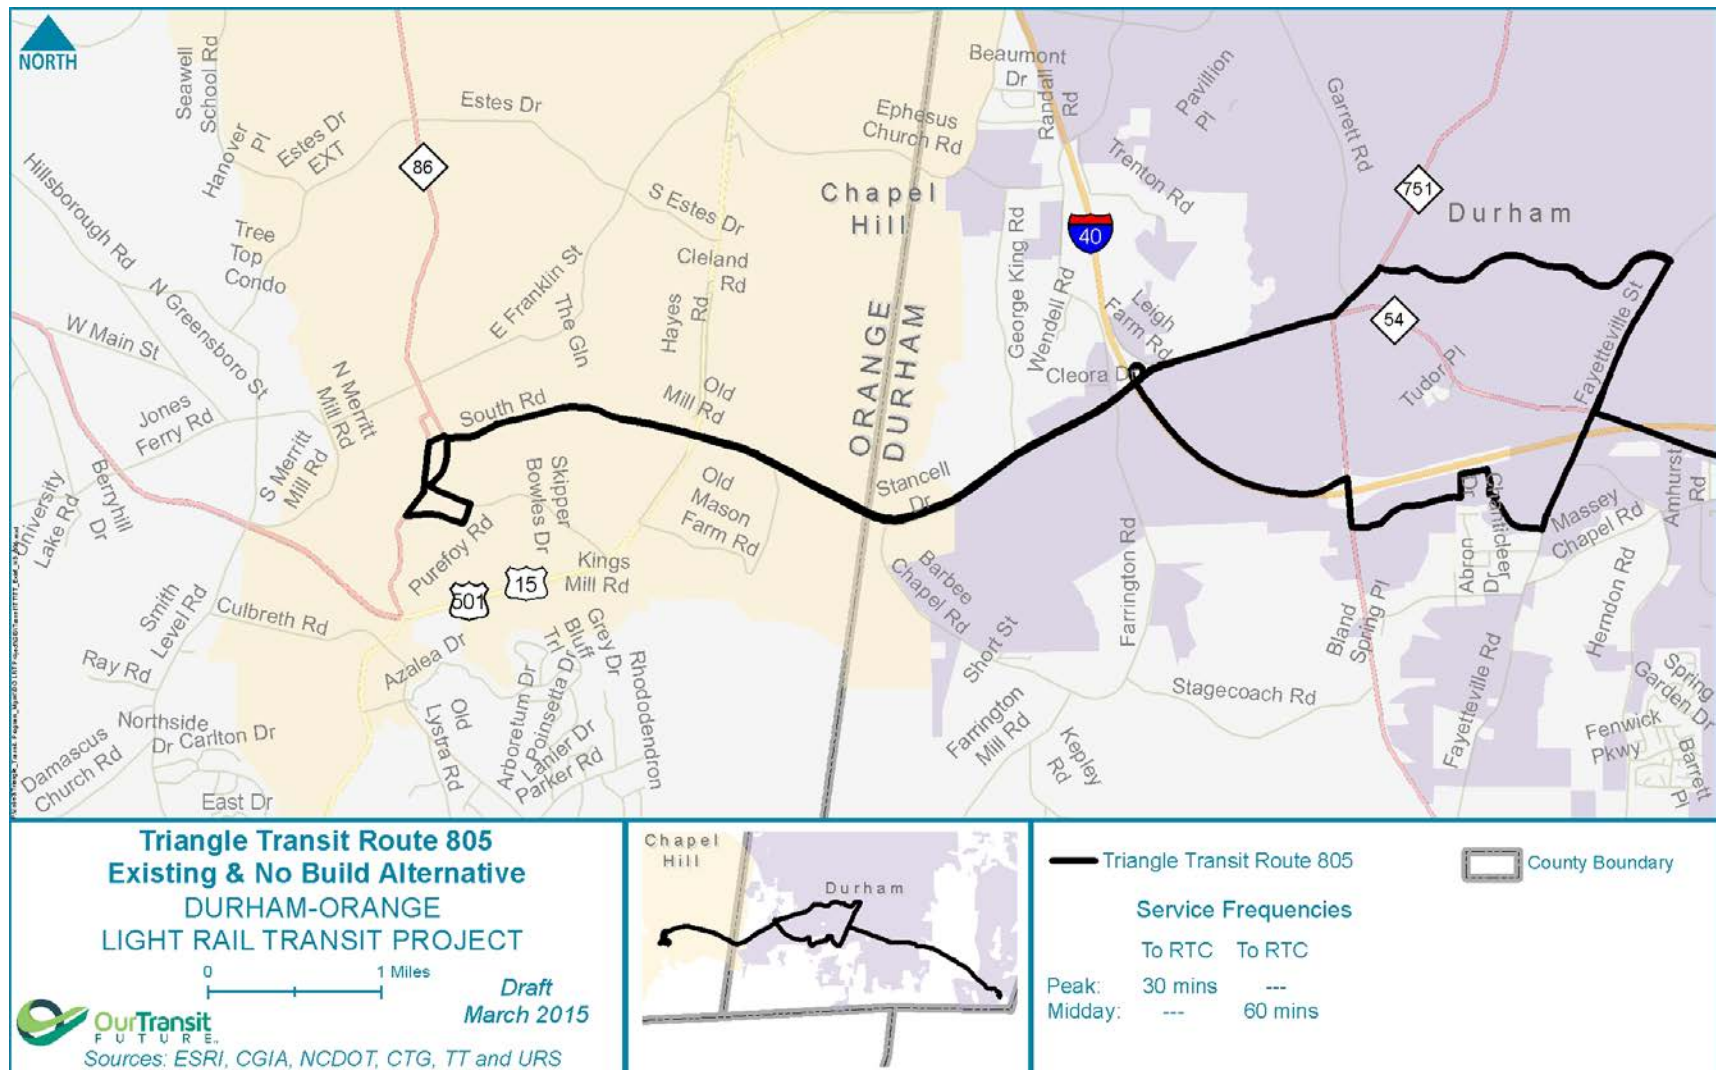 NORTH
Seawell
School Rd
Hanover
Pl
Estes Dr
EXT
Estes Dr
86
Hillsborough Rd
Tree
Top
Condo
N Greensboro St
W Main St
Jones
Ferry Rd
N Merritt
Mill Rd
S Merritt
Mill Rd
University
Lake Rd
Berryhill
Dr
E Franklin St
The Gln
S Estes Dr
Cleland
Rd
Hayes
Rd
Old
Mill Rd
South Rd
Skipper
Bowles Dr
Purefoy Rd
Old
Mason
Farm Rd
Kings
Mill Rd
15
501
Culbreth Rd
Smith
Level Rd
Ray Rd
Azalea Dr
Old
Lystra Rd
Northside
Dr
Carlton Dr
Damascus
Church Rd
East Dr
Arboretum Dr
Poinsetta Dr
Lanier Dr
Parker Rd
Bluff
Trl
Grey
Dr
Rhododendron
Chapel
Hill
ORANGE
DURHAM
Ephesus
Church Rd
Beaumont
Dr
Randall
Rd
Pavillion
Pl
Trenton Rd
Garrett Rd
751
Durham
40
George King Rd
Wendell Rd
Leigh
Farm Rd
Cleora Dr
54
Tudor Pl
Fayetteville St
Stancell
Dr
Barbee
Chapel Rd
Short St
Farrington Rd
Farrington
Mill Rd
Kepley
Rd
Stagecoach Rd
Bland
Spring Pl
Abron
Dr
Chanticleer
Dr
Massey
Chapel Rd
Amhurst
Rd
Herndon Rd
Fayetteville Rd
Spring
Garden Dr
Fenwick
Pkwy
Barrett
Pl
Triangle Transit Route 805
Existing & No Build Alternative
DURHAM-ORANGE
LIGHT RAIL TRANSIT PROJECT
0 1 Miles
Draft
March 2015
OurTransit
FUTURE
Sources: ESRI, CGIA, NCDOT, CTG, TT and URS
Chapel
Hill
Durham
Triangle Transit Route 805
County Boundary
Service Frequencies
To RTC To RTC
Peak: 30 mins ---
Midday: --- 60 mins